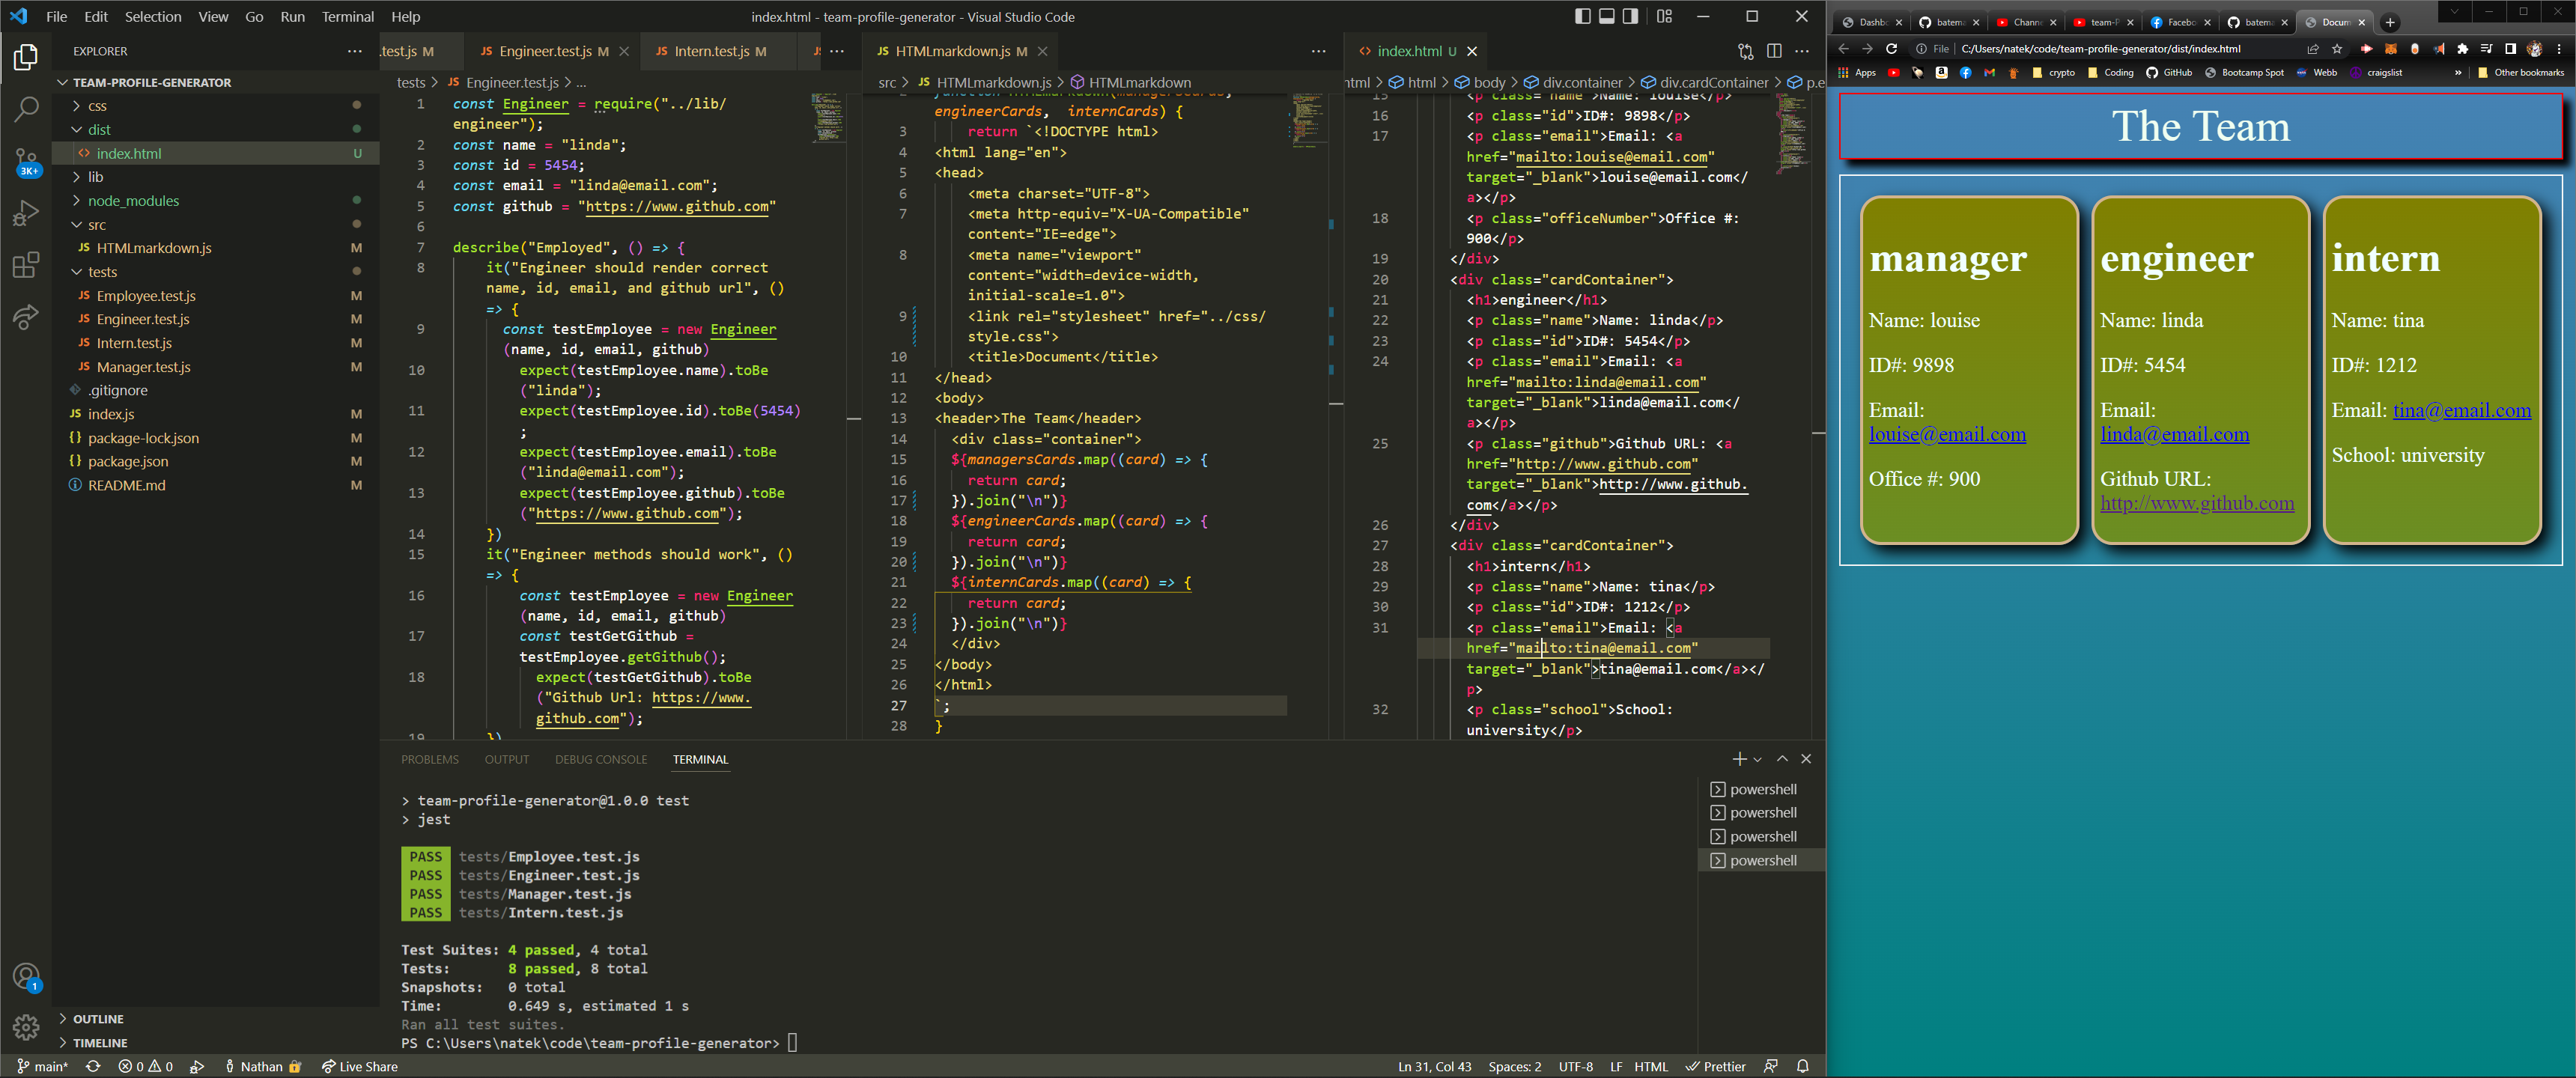 File Edit Selection View Go Run Terminal Help
index.html - team-profile-generator - Visual Studio Code
EXPLORER
TEAM-PROFILE-GENERATOR
css
dist
index.html U
lib
node_modules
src
JS HTMLmarkdown.js M
tests
JS Employee.test.js M
JS Engineer.test.js M
JS Intern.test.js M
JS Manager.test.js M
.gitignore
JS index.js M
{} package-lock.json M
{} package.json M
README.md M
OUTLINE
TIMELINE
3K+
1
.test.js M
JS Engineer.test.js M
JS Intern.test.js M
tests > JS Engineer.test.js > ...
1 const Engineer = require("../lib/
engineer");
2 const name = "linda";
3 const id = 5454;
4 const email = "linda@email.com";
5 const github = "https://www.github.com"
6
7 describe("Employed", () => {
8 it("Engineer should render correct
name, id, email, and github url", ()
=> {
9 const testEmployee = new Engineer
(name, id, email, github)
10 expect(testEmployee.name).toBe
("linda");
11 expect(testEmployee.id).toBe(5454)
;
12 expect(testEmployee.email).toBe
("linda@email.com");
13 expect(testEmployee.github).toBe
("https://www.github.com");
14 })
15 it("Engineer methods should work", ()
=> {
16 const testEmployee = new Engineer
(name, id, email, github)
17 const testGetGithub =
testEmployee.getGithub();
18 expect(testGetGithub).toBe
("Github Url: https://www.
github.com");
19 })
JS HTMLmarkdown.js M
src > JS HTMLmarkdown.js > HTMLmarkdown
engineerCards, internCards) {
3 return `<!DOCTYPE html>
4 <html lang="en">
5 <head>
6 <meta charset="UTF-8">
7 <meta http-equiv="X-UA-Compatible"
content="IE=edge">
8 <meta name="viewport"
content="width=device-width,
initial-scale=1.0">
9 <link rel="stylesheet" href="../css/
style.css">
10 <title>Document</title>
11 </head>
12 <body>
13 <header>The Team</header>
14 <div class="container">
15 ${managersCards.map((card) => {
16 return card;
17 }).join("\n")}
18 ${engineerCards.map((card) => {
19 return card;
20 }).join("\n")}
21 ${internCards.map((card) => {
22 return card;
23 }).join("\n")}
24 </div>
25 </body>
26 </html>
27 `;
28 }
index.html U
html > html > body > div.container > div.cardContainer > p.e
15 <p class="name">Name: louise</p>
16 <p class="id">ID#: 9898</p>
17 <p class="email">Email: <a
href="mailto:louise@email.com"
target="_blank">louise@email.com</
a></p>
18 <p class="officeNumber">Office #:
900</p>
19 </div>
20 <div class="cardContainer">
21 <h1>engineer</h1>
22 <p class="name">Name: linda</p>
23 <p class="id">ID#: 5454</p>
24 <p class="email">Email: <a
href="mailto:linda@email.com"
target="_blank">linda@email.com</
a></p>
25 <p class="github">Github URL: <a
href="http://www.github.com"
target="_blank">http://www.github.
com</a></p>
26 </div>
27 <div class="cardContainer">
28 <h1>intern</h1>
29 <p class="name">Name: tina</p>
30 <p class="id">ID#: 1212</p>
31 <p class="email">Email: <a
href="mailto:tina@email.com"
target="_blank">tina@email.com</a></
p>
32 <p class="school">School:
university</p>
PROBLEMS OUTPUT DEBUG CONSOLE TERMINAL
> team-profile-generator@1.0.0 test
> jest
PASS tests/Employee.test.js
PASS tests/Engineer.test.js
PASS tests/Manager.test.js
PASS tests/Intern.test.js
Test Suites: 4 passed, 4 total
Tests: 8 passed, 8 total
Snapshots: 0 total
Time: 0.649 s, estimated 1 s
Ran all test suites.
PS C:\Users\natek\code\team-profile-generator>
powershell
powershell
powershell
powershell
main* 0 0 Nathan Live Share
Ln 31, Col 43 Spaces: 2 UTF-8 LF HTML Prettier
Dashb batema Channe team-P Facebo batema Docum
File C:/Users/natek/code/team-profile-generator/dist/index.html
Apps crypto Coding GitHub Bootcamp Spot Webb craigslist » Other bookmarks
The Team
manager
Name: louise
ID#: 9898
Email:
louise@email.com
Office #: 900
engineer
Name: linda
ID#: 5454
Email:
linda@email.com
Github URL:
http://www.github.com
intern
Name: tina
ID#: 1212
Email: tina@email.com
School: university